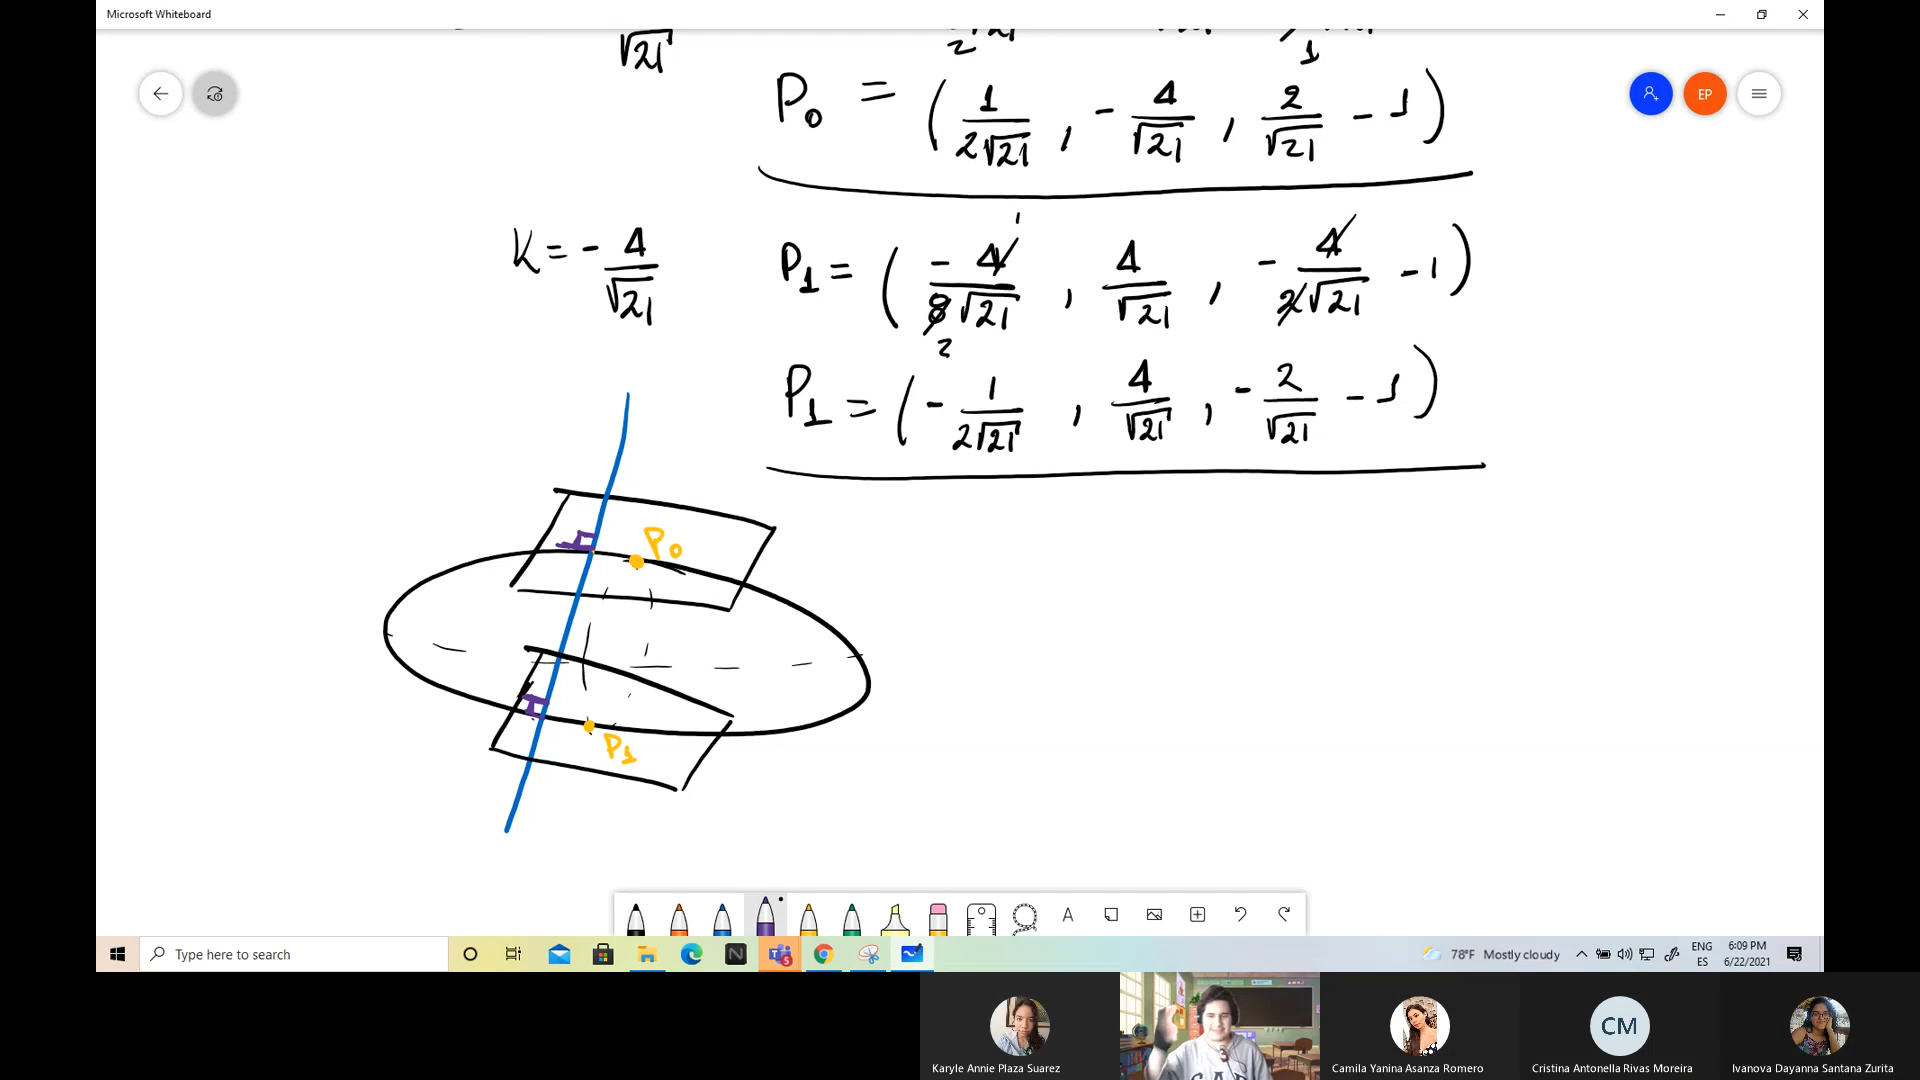 Microsoft Whiteboard
√21
2
1
P₀ = ( 1/2√21 , - 4/√21 , 2/√21 - 1 )
EP
K = - 4/√21
P₁ = ( - 4/8√21 , 4/√21 , - 4/2√21 - 1 )
1
2
P₁ = ( - 1/2√21 , 4/√21 , - 2/√21 - 1 )
P₀
P₁
A
Type here to search
78°F Mostly cloudy
ENG
ES
6:09 PM
6/22/2021
CM
Karyle Annie Plaza Suarez
Camila Yanina Asanza Romero
Cristina Antonella Rivas Moreira
Ivanova Dayanna Santana Zurita